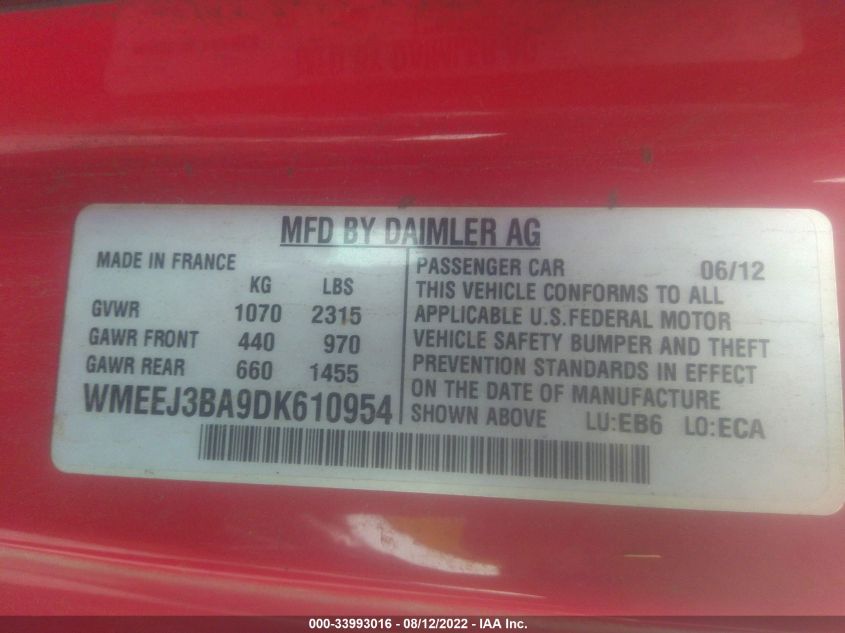 MFD BY DAIMLER AG
MADE IN FRANCE
KG LBS
GVWR 1070 2315
GAWR FRONT 440 970
GAWR REAR 660 1455
WMEEJ3BA9DK610954
PASSENGER CAR 06/12
THIS VEHICLE CONFORMS TO ALL
APPLICABLE U.S.FEDERAL MOTOR
VEHICLE SAFETY BUMPER AND THEFT
PREVENTION STANDARDS IN EFFECT
ON THE DATE OF MANUFACTURE
SHOWN ABOVE LU:EB6 LO:ECA
000-33993016 - 08/12/2022 - IAA Inc.